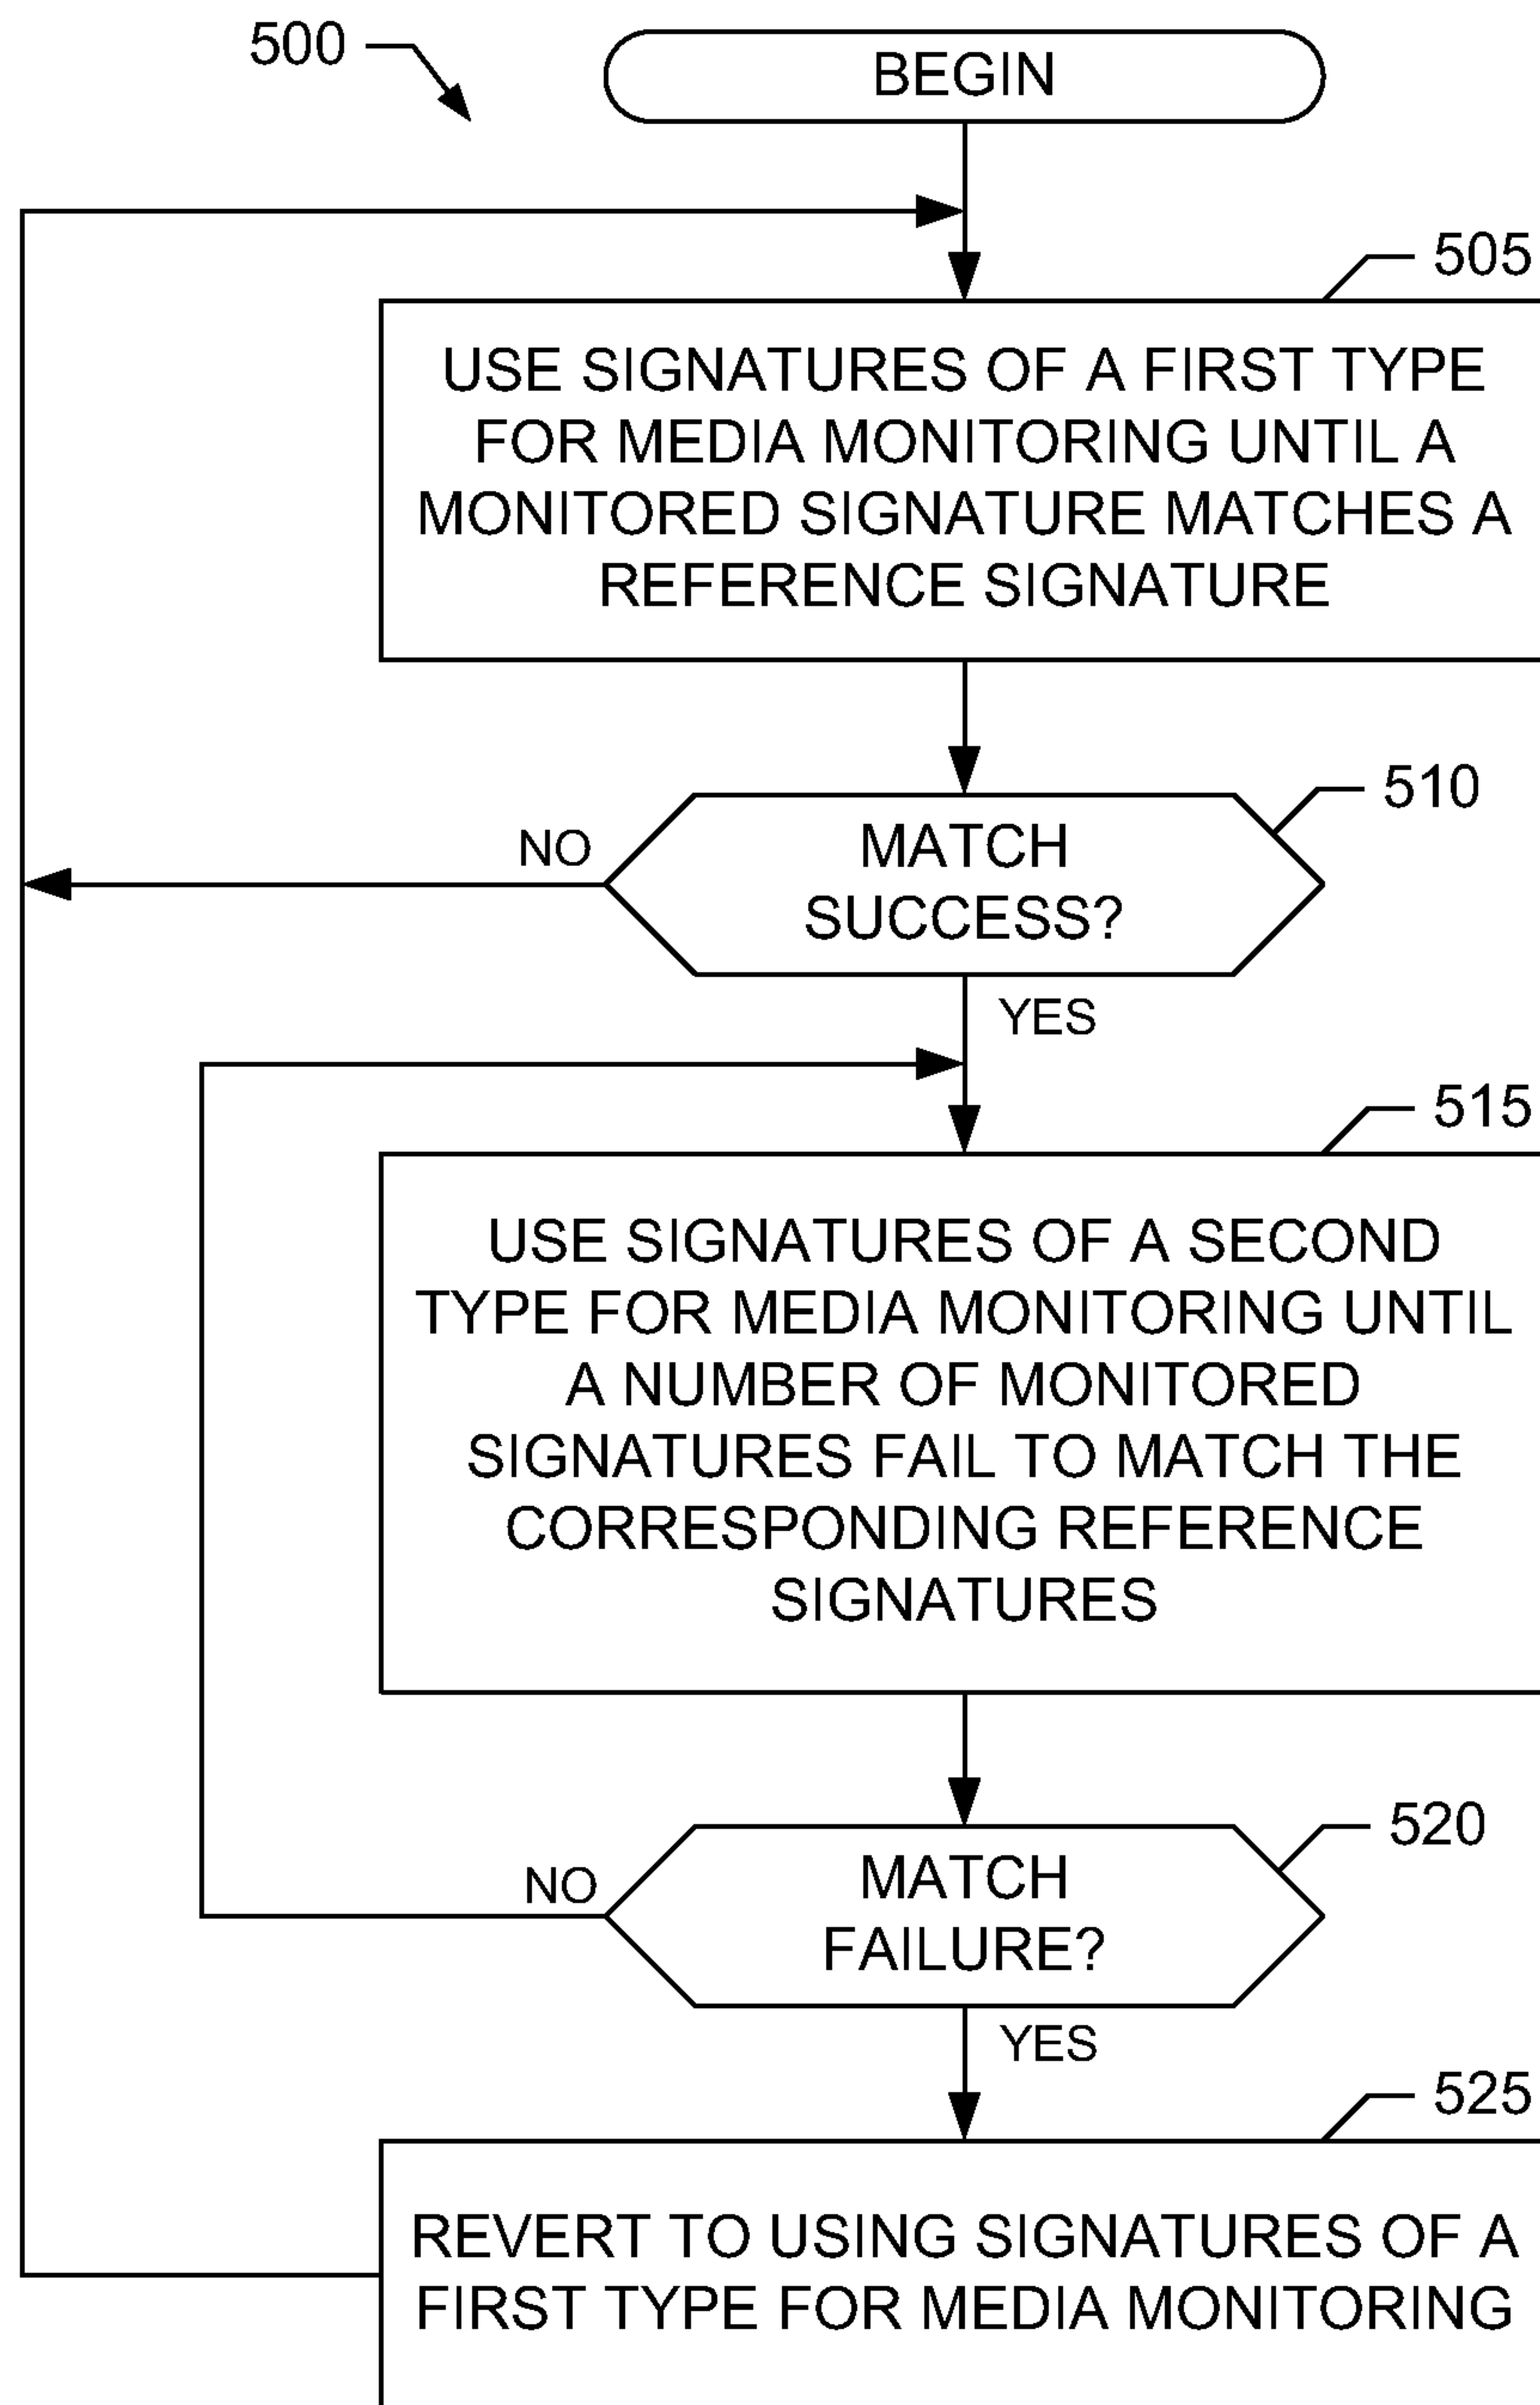 500
BEGIN
505
USE SIGNATURES OF A FIRST TYPE
FOR MEDIA MONITORING UNTIL A
MONITORED SIGNATURE MATCHES A
REFERENCE SIGNATURE
510
NO
MATCH
SUCCESS?
YES
515
USE SIGNATURES OF A SECOND
TYPE FOR MEDIA MONITORING UNTIL
A NUMBER OF MONITORED
SIGNATURES FAIL TO MATCH THE
CORRESPONDING REFERENCE
SIGNATURES
520
NO
MATCH
FAILURE?
YES
525
REVERT TO USING SIGNATURES OF A
FIRST TYPE FOR MEDIA MONITORING